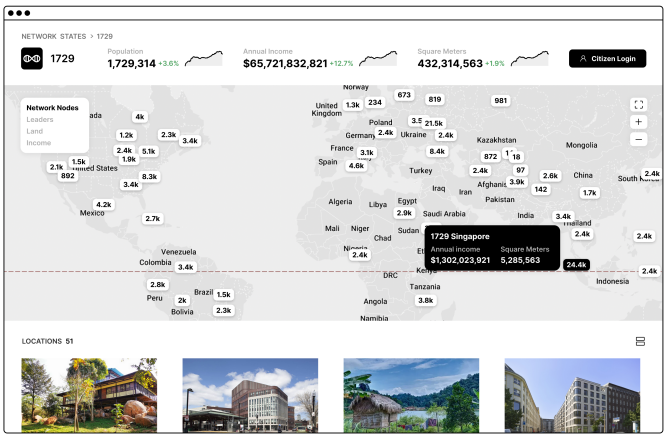 NETWORK STATES > 1729
1729
Population
1,729,314 +3.6%
Annual Income
$65,721,832,821 +12.7%
Square Meters
432,314,563 +1.9%
Citizen Login
Network Nodes
Leaders
Land
Income
4k
1.2k
2.3k
3.4k
2.4k
5.1k
1.9k
1.5k
2.1k
892
8.3k
3.4k
4.2k
Mexico
2.7k
Venezuela
Colombia
3.4k
2.8k
Peru
2k
Brazil
1.5k
Bolivia
2.3k
Norway
United
Kingdom
1.3k
234
673
819
981
Poland
21.5k
Germany
2.4k
Ukraine
2.4k
France
3.1k
8.4k
Spain
4.6k
Kazakhstan
872
18
Mongolia
Turkey
2.4k
97
2.6k
China
2.4k
Iraq
Iran
3.9k
142
1.7k
Pakistan
Algeria
Libya
Egypt
2.9k
Saudi Arabia
India
3.4k
Thailand
2.4k
2.4k
Mali
Niger
Chad
Sudan
Nigeria
2.4k
1729 Singapore
Annual income
$1,302,023,921
Square Meters
5,285,563
24.4k
2.4k
Indonesia
DRC
Kenya
Tanzania
3.8k
Angola
Namibia
LOCATIONS 51